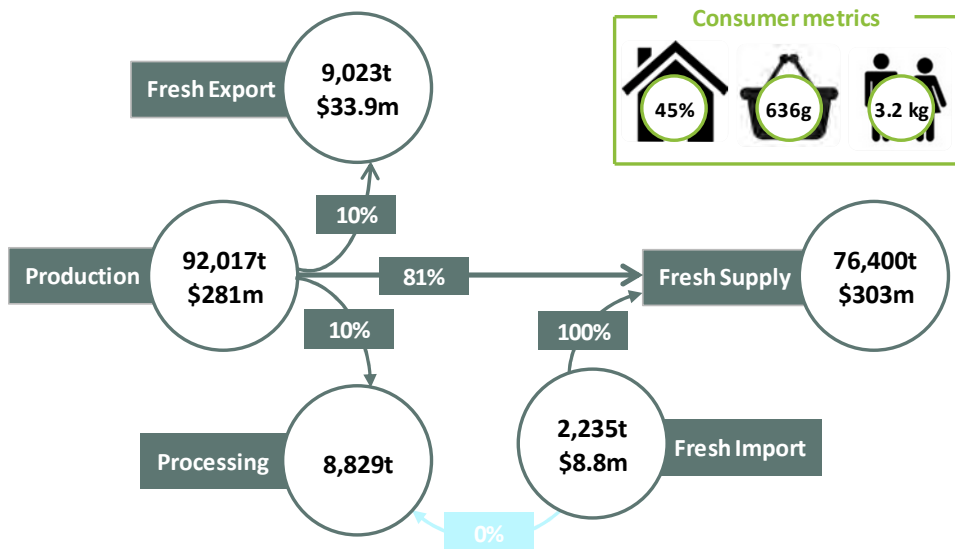 Consumer metrics
45%
636g
3.2 kg
Fresh Export
9,023t
$33.9m
10%
Production
92,017t
$281m
81%
Fresh Supply
76,400t
$303m
10%
100%
Processing
8,829t
2,235t
$8.8m
Fresh Import
0%